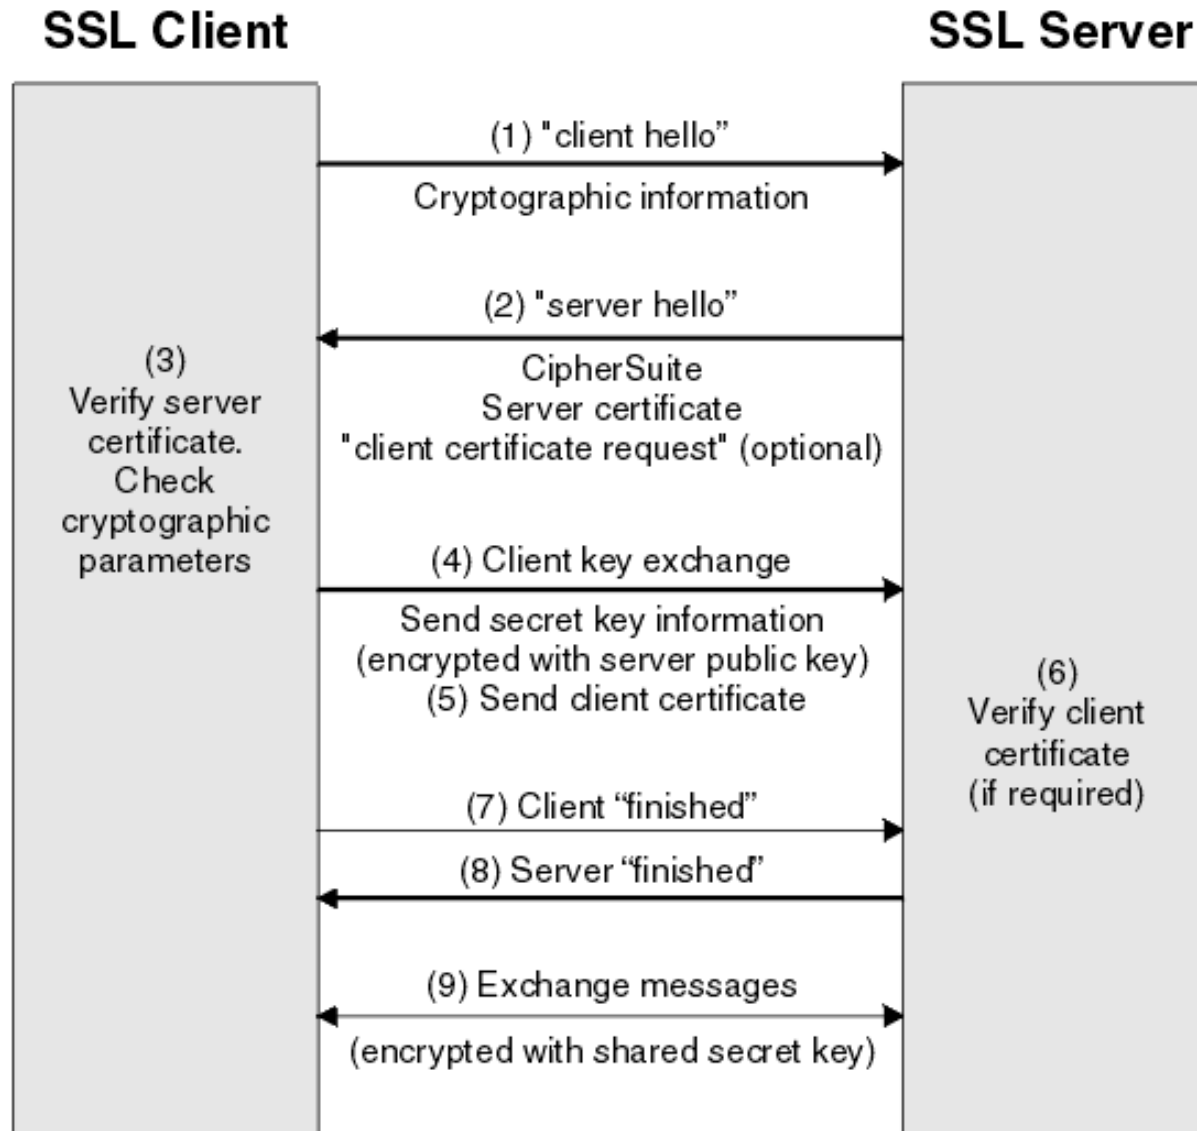 SSL Client
SSL Server
(1) "client hello”
Cryptographic information
(2) "server hello”
CipherSuite
Server certificate
"client certificate request" (optional)
(3)
Verify server
certificate.
Check
cryptographic
parameters
(4) Client key exchange
Send secret key information
(encrypted with server public key)
(5) Send client certificate
(6)
Verify client
certificate
(if required)
(7) Client “finished”
(8) Server “finished”
(9) Exchange messages
(encrypted with shared secret key)